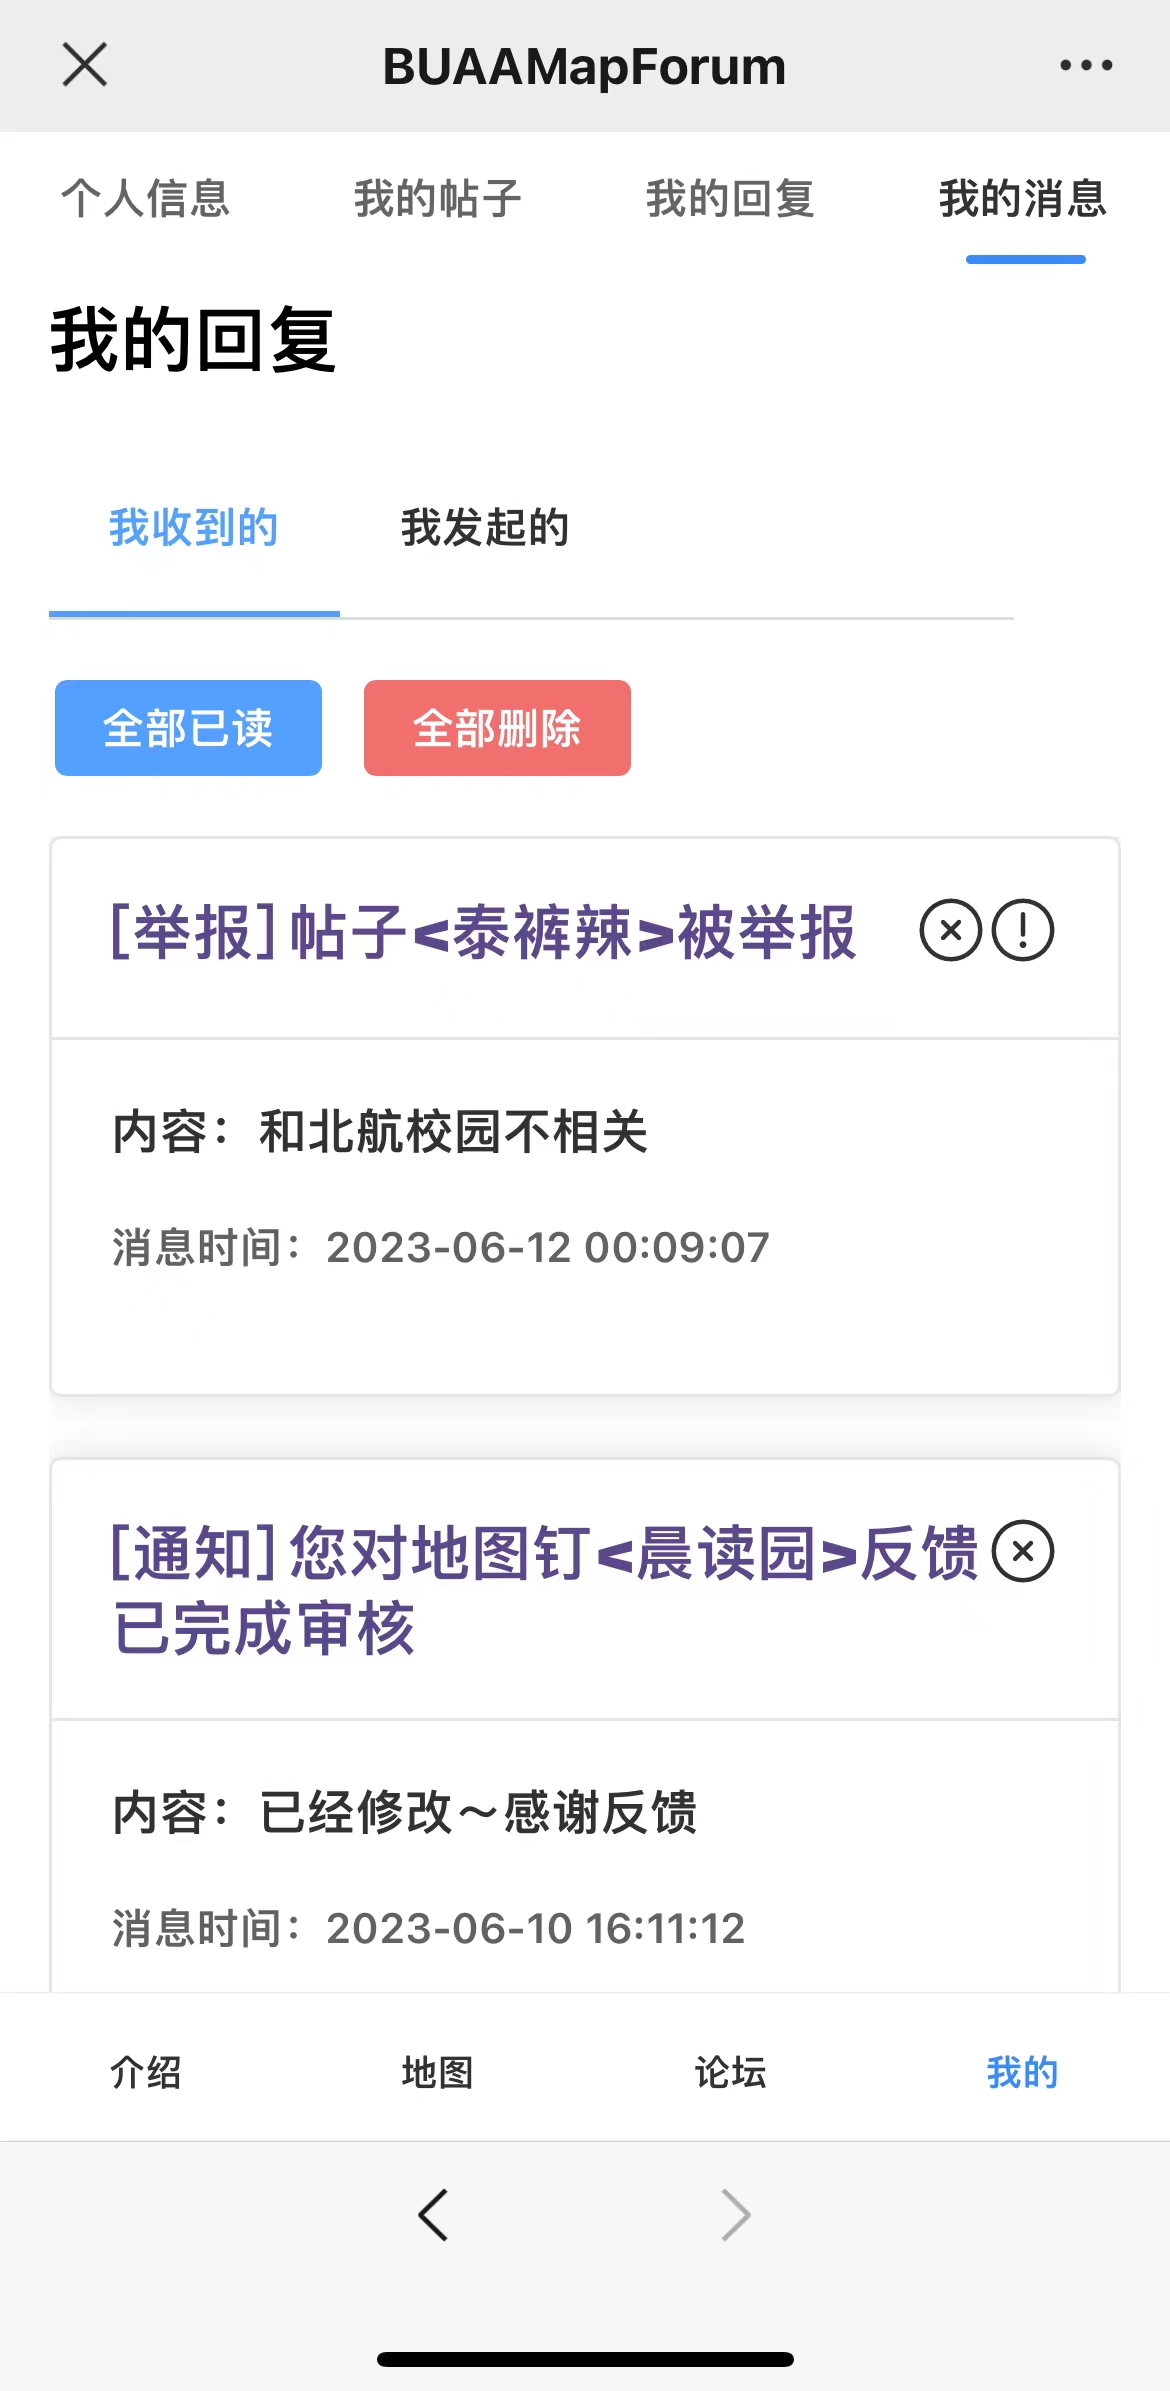 BUAAMapForum
个人信息 我的帖子 我的回复 我的消息
我的回复
我收到的 我发起的
全部已读 全部删除
[举报]帖子<泰裤辣>被举报
内容：和北航校园不相关
消息时间：2023-06-12 00:09:07
[通知]您对地图钉<晨读园>反馈
已完成审核
内容：已经修改～感谢反馈
消息时间：2023-06-10 16:11:12
介绍 地图 论坛 我的